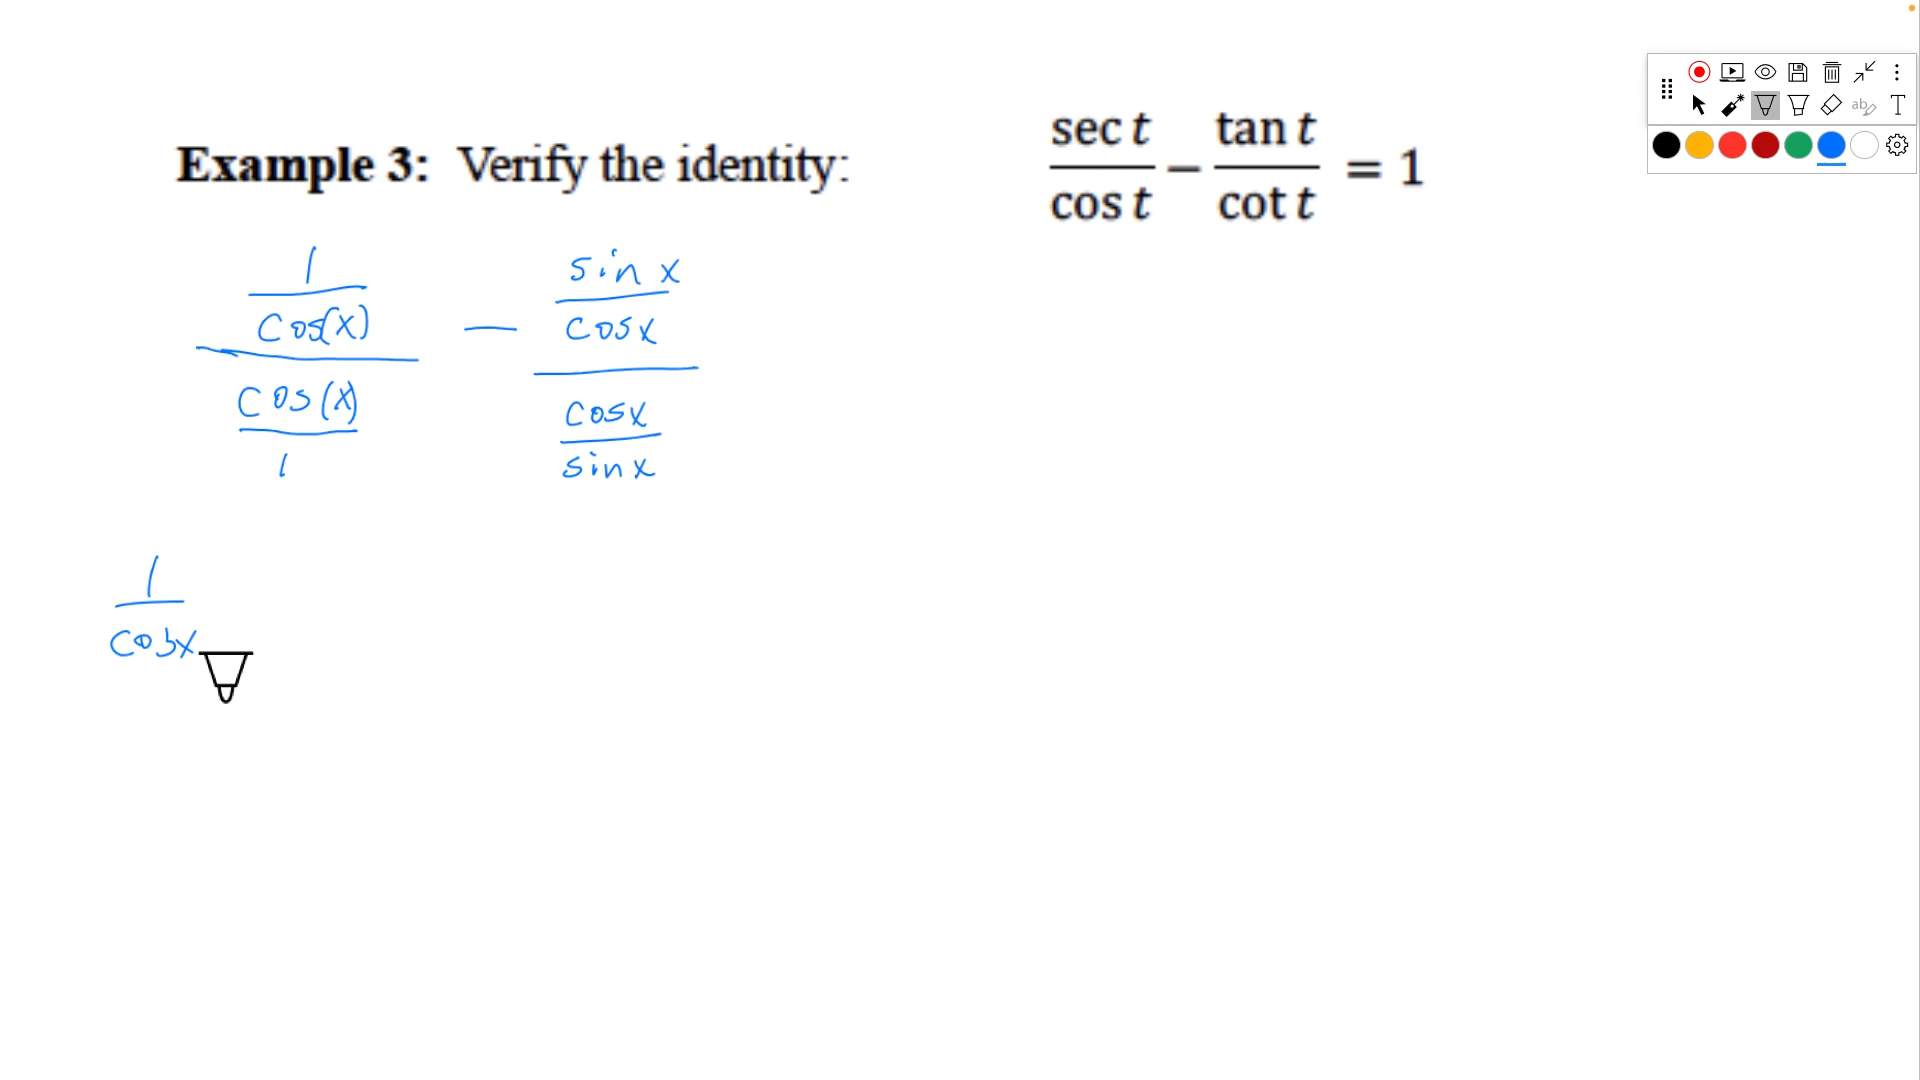 Example 3: Verify the identity:
sec t / cos t − tan t / cot t = 1
1 / cos(x) — sin x / cos x
cos(x) / 1 cos x / sin x
1 / cos x
ab
T